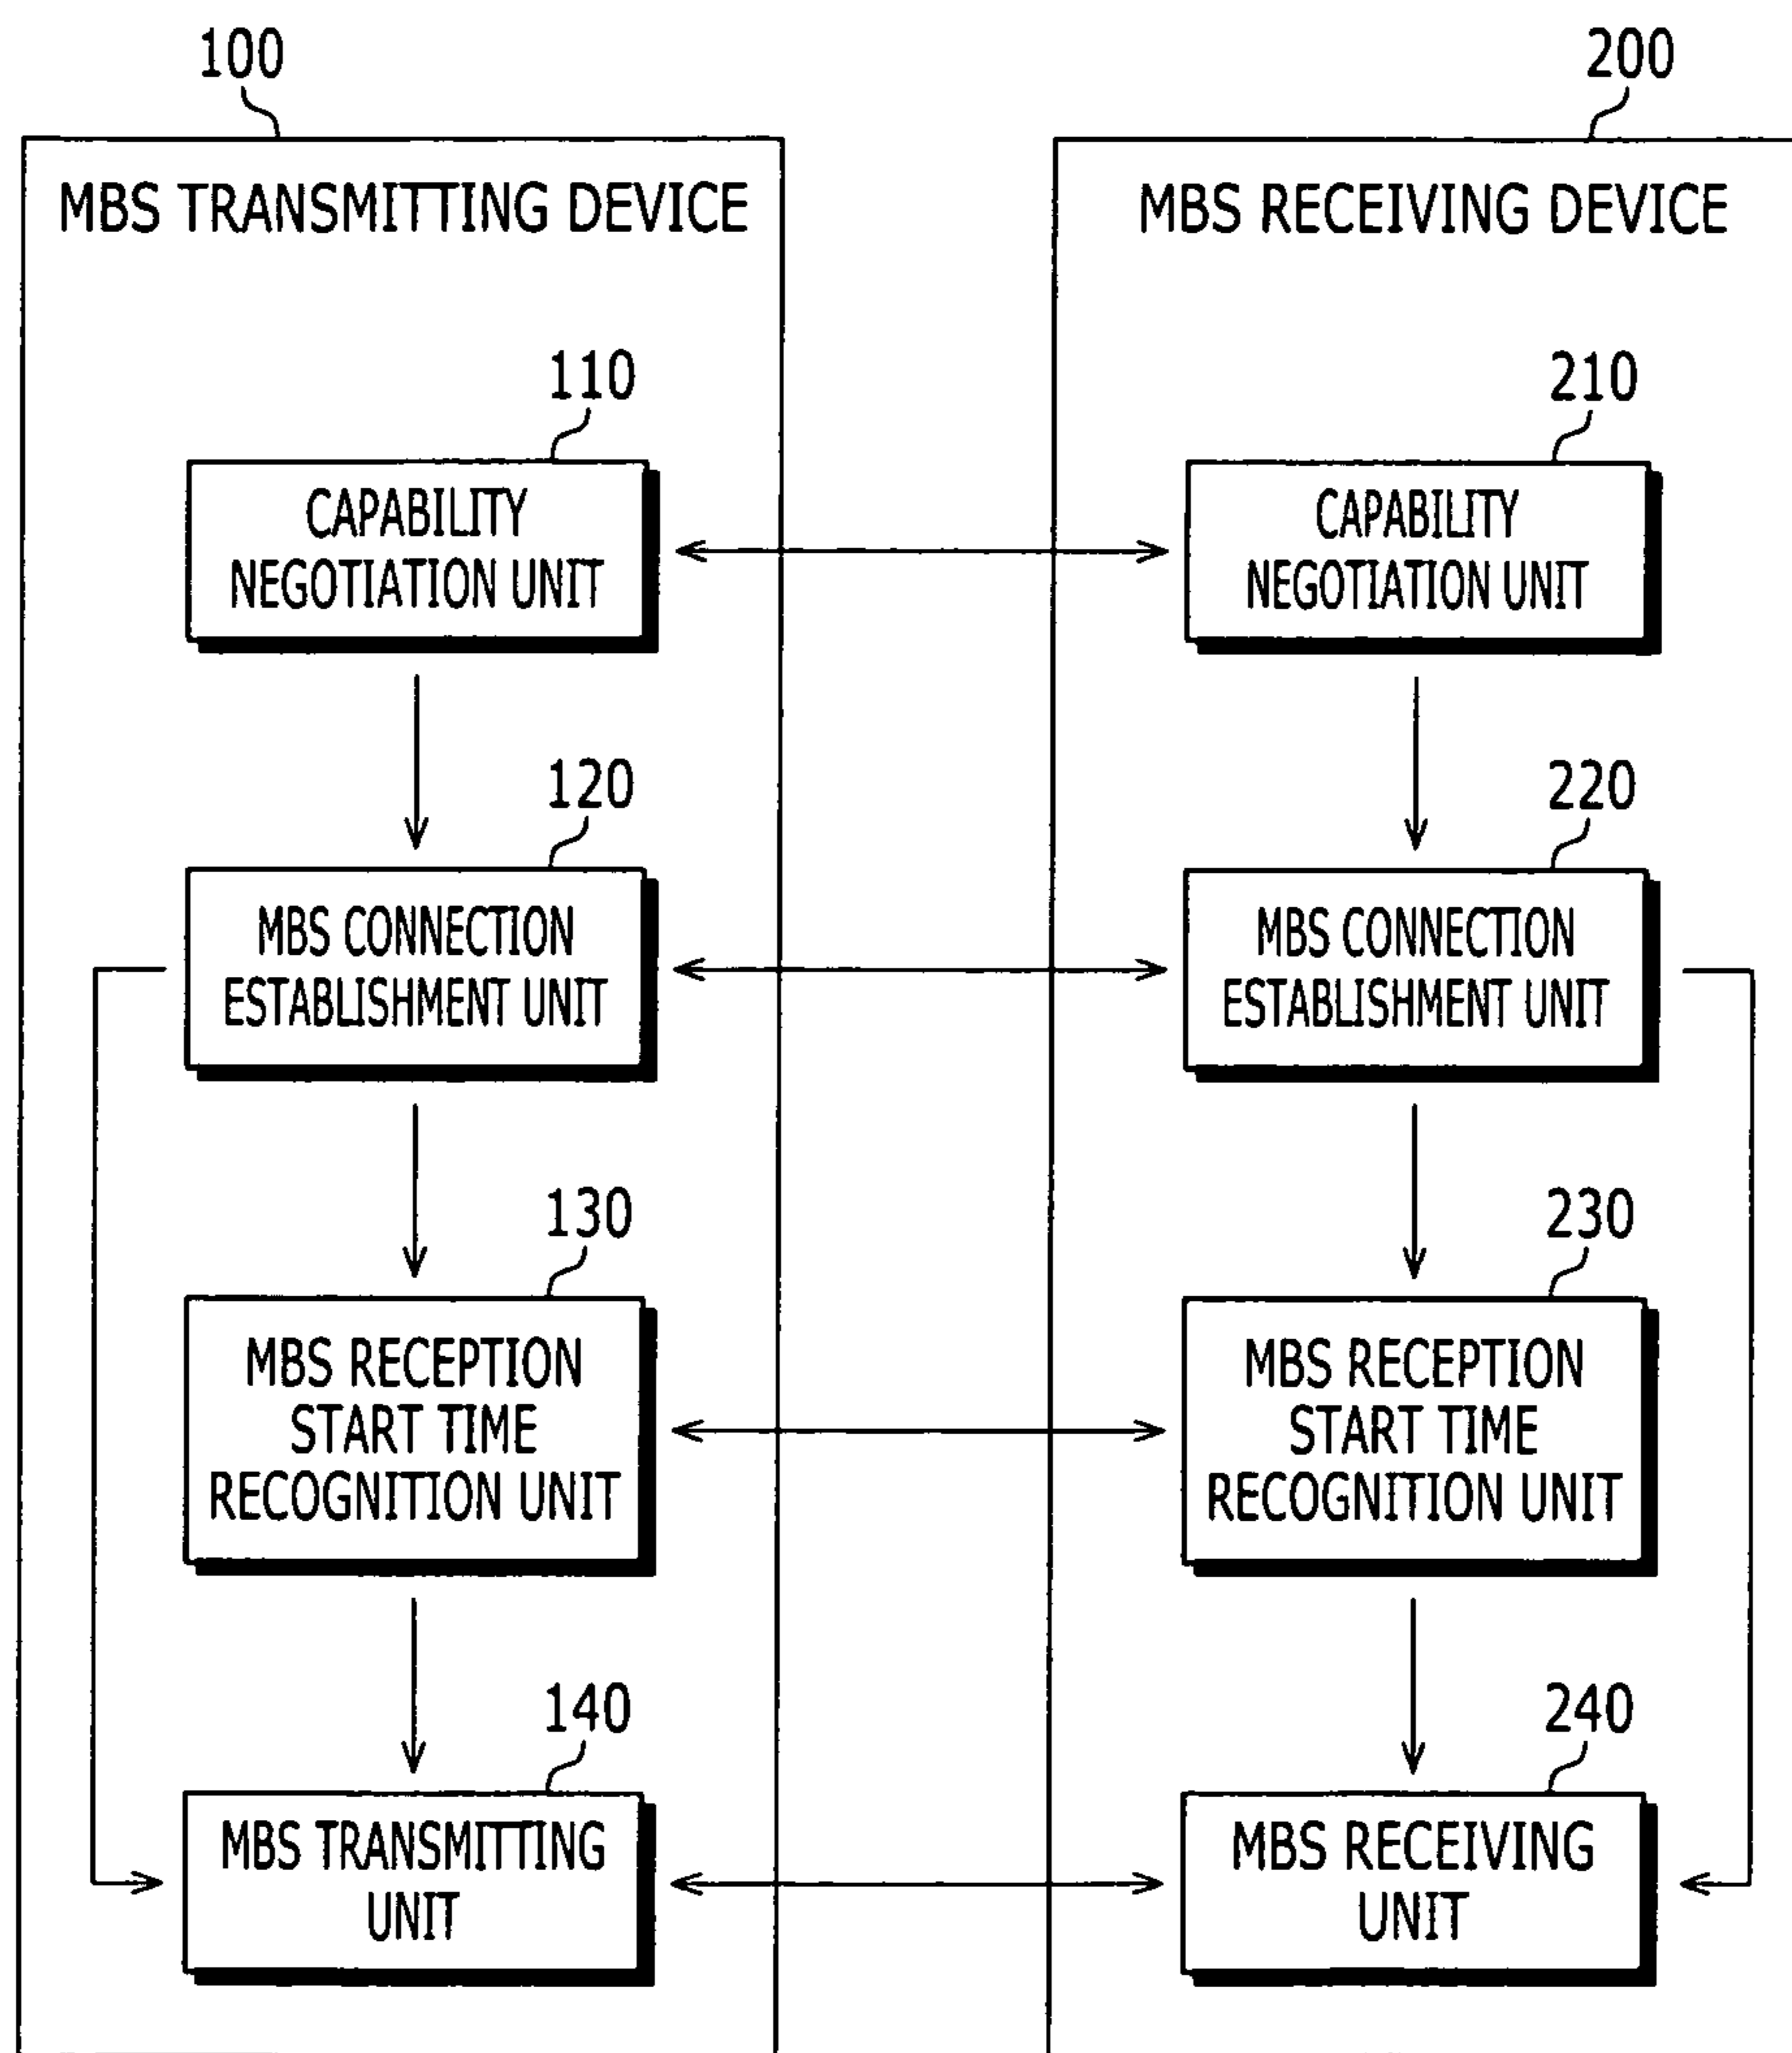 100
MBS TRANSMITTING DEVICE
110
CAPABILITY
NEGOTIATION UNIT
120
MBS CONNECTION
ESTABLISHMENT UNIT
130
MBS RECEPTION
START TIME
RECOGNITION UNIT
140
MBS TRANSMITTING
UNIT
200
MBS RECEIVING DEVICE
210
CAPABILITY
NEGOTIATION UNIT
220
MBS CONNECTION
ESTABLISHMENT UNIT
230
MBS RECEPTION
START TIME
RECOGNITION UNIT
240
MBS RECEIVING
UNIT